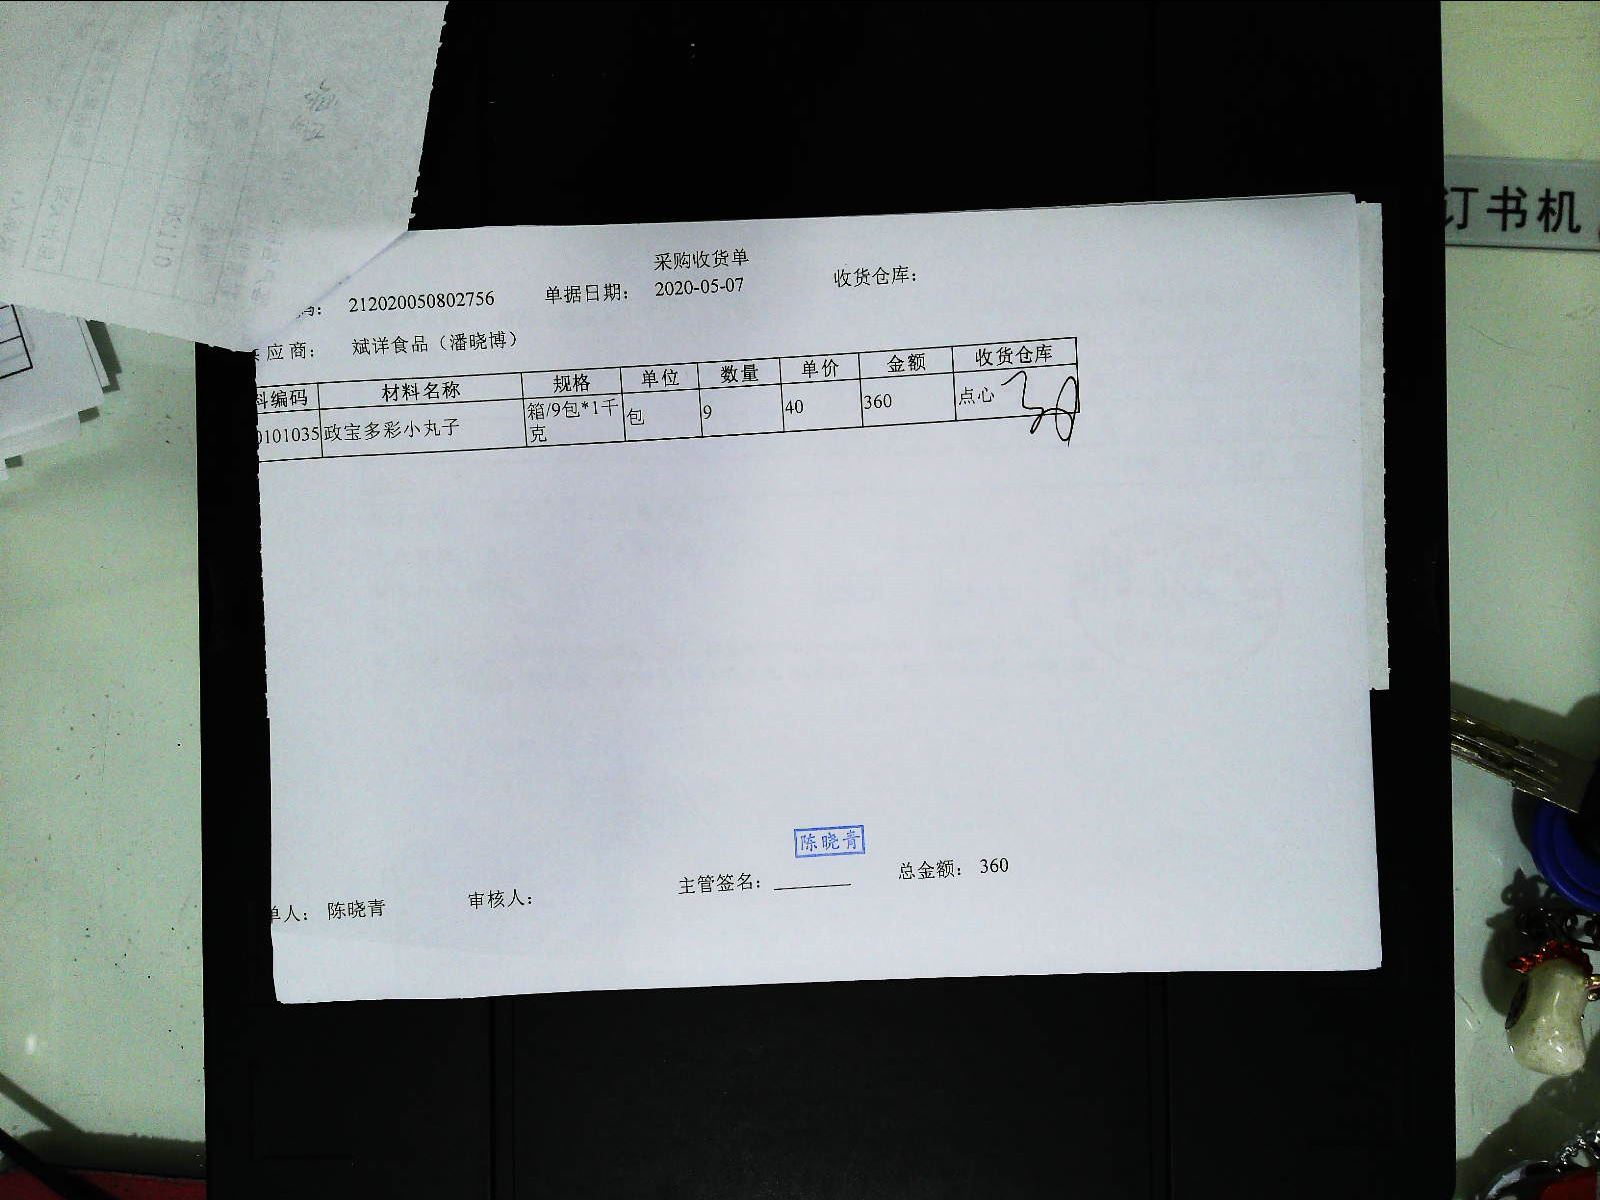 采购收货单
码： 212020050802756 单据日期： 2020-05-07 收货仓库：
应商： 斌洋食品（潘晓博）
料编码 材料名称 规格 单位 数量 单价 金额 收货仓库
0101035 政宝多彩小丸子 箱/9包*1千克 包 9 40 360 点心
陈晓青
单人： 陈晓青 审核人： 主管签名： 总金额： 360
订书机